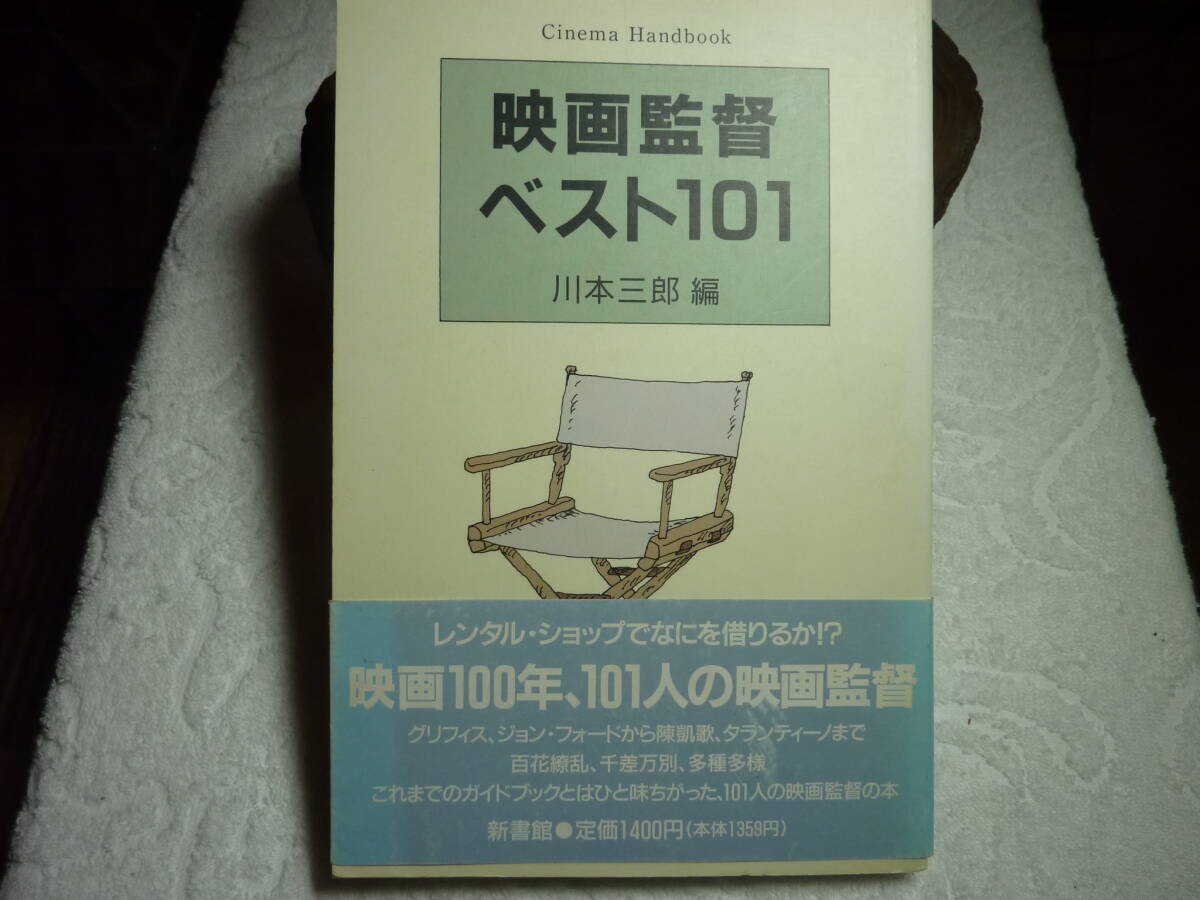 Cinema Handbook
映画監督
ベスト101
川本三郎 編
レンタル・ショップでなにを借りるか!?
映画100年、101人の映画監督
グリフィス、ジョン・フォードから陳凱歌、タランティーノまで
百花繚乱、千差万別、多種多様
これまでのガイドブックとはひと味ちがった、101人の映画監督の本
新書館●定価1400円(本体1359円)